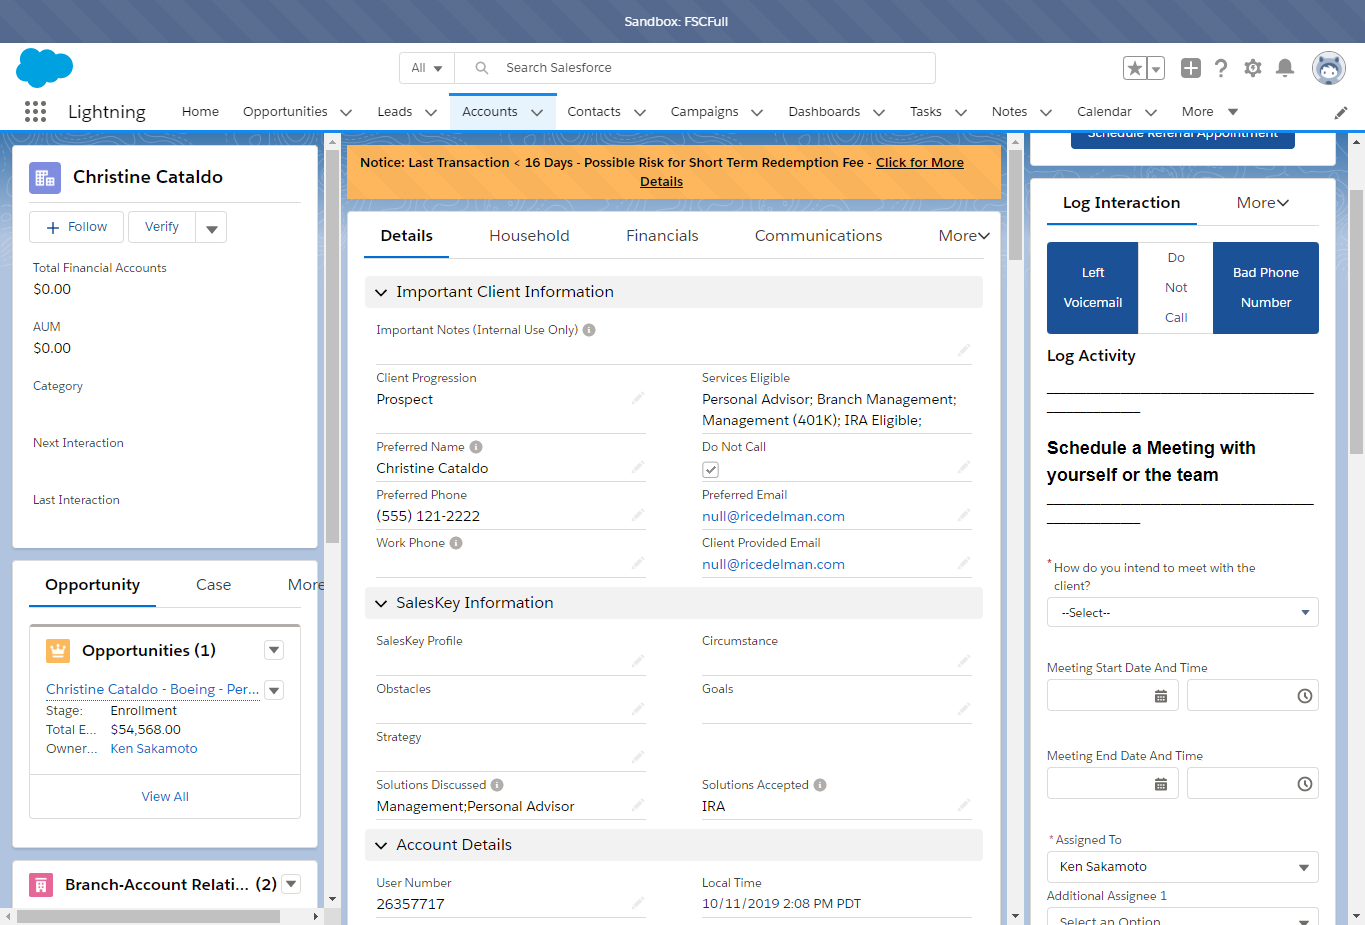 Sandbox: FSCFull
All
Search Salesforce
Lightning
Home
Opportunities
Leads
Accounts
Contacts
Campaigns
Dashboards
Tasks
Notes
Calendar
More
Christine Cataldo
Follow
Verify
Total Financial Accounts
$0.00
AUM
$0.00
Category
Next Interaction
Last Interaction
Opportunity
Case
More
Opportunities (1)
Christine Cataldo - Boeing - Per...
Stage: Enrollment
Total E... $54,568.00
Owner... Ken Sakamoto
View All
Branch-Account Relati... (2)
Notice: Last Transaction < 16 Days - Possible Risk for Short Term Redemption Fee - Click for More
Details
Details
Household
Financials
Communications
More
Important Client Information
Important Notes (Internal Use Only)
Client Progression
Prospect
Services Eligible
Personal Advisor; Branch Management;
Management (401K); IRA Eligible;
Preferred Name
Christine Cataldo
Do Not Call
Preferred Phone
(555) 121-2222
Preferred Email
null@ricedelman.com
Work Phone
Client Provided Email
null@ricedelman.com
SalesKey Information
SalesKey Profile
Circumstance
Obstacles
Goals
Strategy
Solutions Discussed
Management;Personal Advisor
Solutions Accepted
IRA
Account Details
User Number
26357717
Local Time
10/11/2019 2:08 PM PDT
Schedule Referral Appointment
Log Interaction
More
Left
Voicemail
Do
Not
Call
Bad Phone
Number
Log Activity
Schedule a Meeting with
yourself or the team
*How do you intend to meet with the
client?
--Select--
Meeting Start Date And Time
Meeting End Date And Time
*Assigned To
Ken Sakamoto
Additional Assignee 1
Select an Option